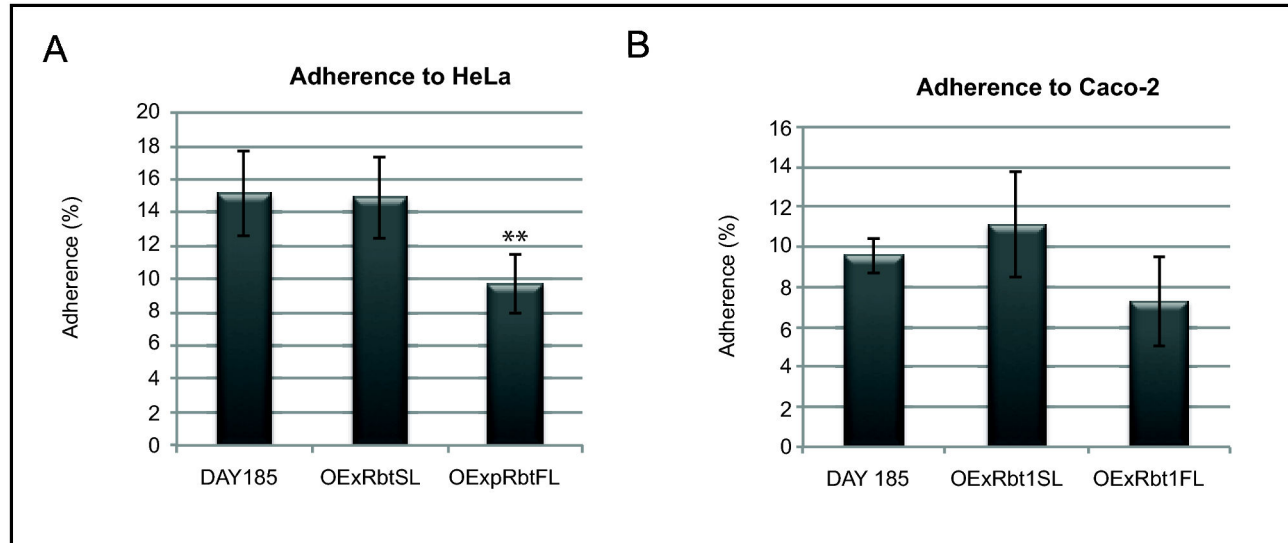 A
Adherence to HeLa
Adherence (%)
20
18
16
14
12
10
8
6
4
2
0
**
DAY185
OExRbtSL
OExpRbtFL
B
Adherence to Caco-2
Adherence (%)
16
14
12
10
8
6
4
2
0
DAY 185
OExRbt1SL
OExRbt1FL